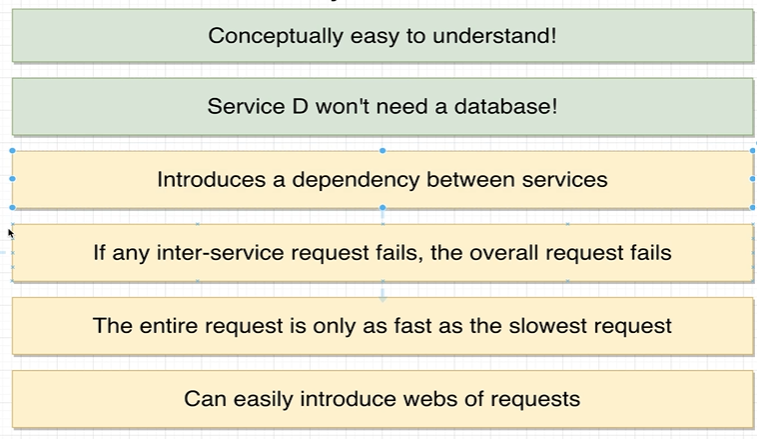 Conceptually easy to understand!
Service D won't need a database!
Introduces a dependency between services
If any inter-service request fails, the overall request fails
The entire request is only as fast as the slowest request
Can easily introduce webs of requests